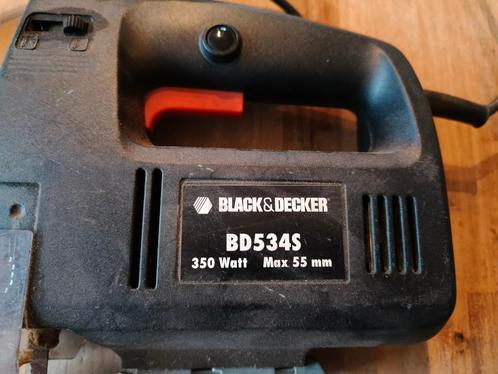 BLACK&DECKER
BD534S
350 Watt Max 55 mm